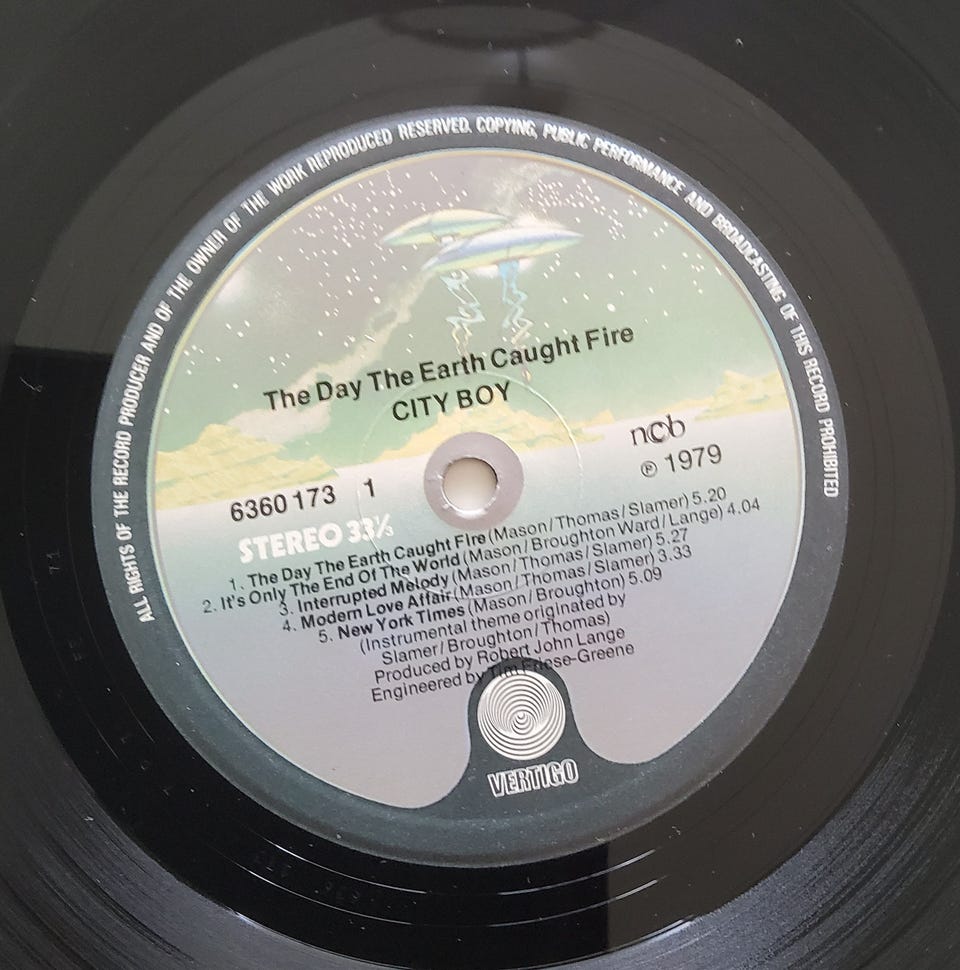 ALL RIGHTS OF THE RECORD PRODUCER AND OF THE OWNER OF THE WORK REPRODUCED RESERVED. COPYING, PUBLIC PERFORMANCE AND BROADCASTING OF THIS RECORD PROHIBITED
The Day The Earth Caught Fire
CITY BOY
ncb
6360 173 1
℗ 1979
STEREO 33⅓
1. The Day The Earth Caught FIre (Mason/Thomas/Slamer) 5.20
2. It's Only The End Of The World (Mason/Broughton Ward/Lange) 4.04
3. Interrupted Melody (Mason/Thomas/Slamer) 5.27
4. Modern Love Affair (Mason/Thomas/Slamer) 3.33
5. New York Times (Mason/Broughton) 5.09
(Instrumental theme originated by
Slamer/Broughton/Thomas)
Produced by Robert John Lange
Engineered by Tim Friese-Greene
VERTIGO